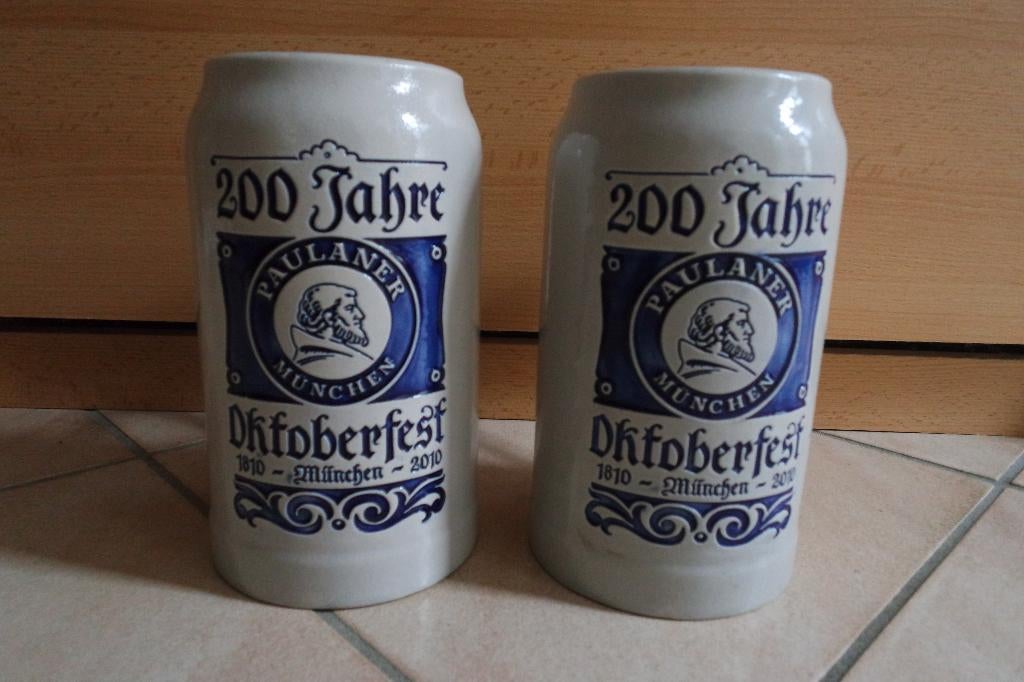 200 Jahre
PAULANER
MÜNCHEN
Oktoberfest
1810 - München - 2010
200 Jahre
PAULANER
MÜNCHEN
Oktoberfest
1810 - München - 2010